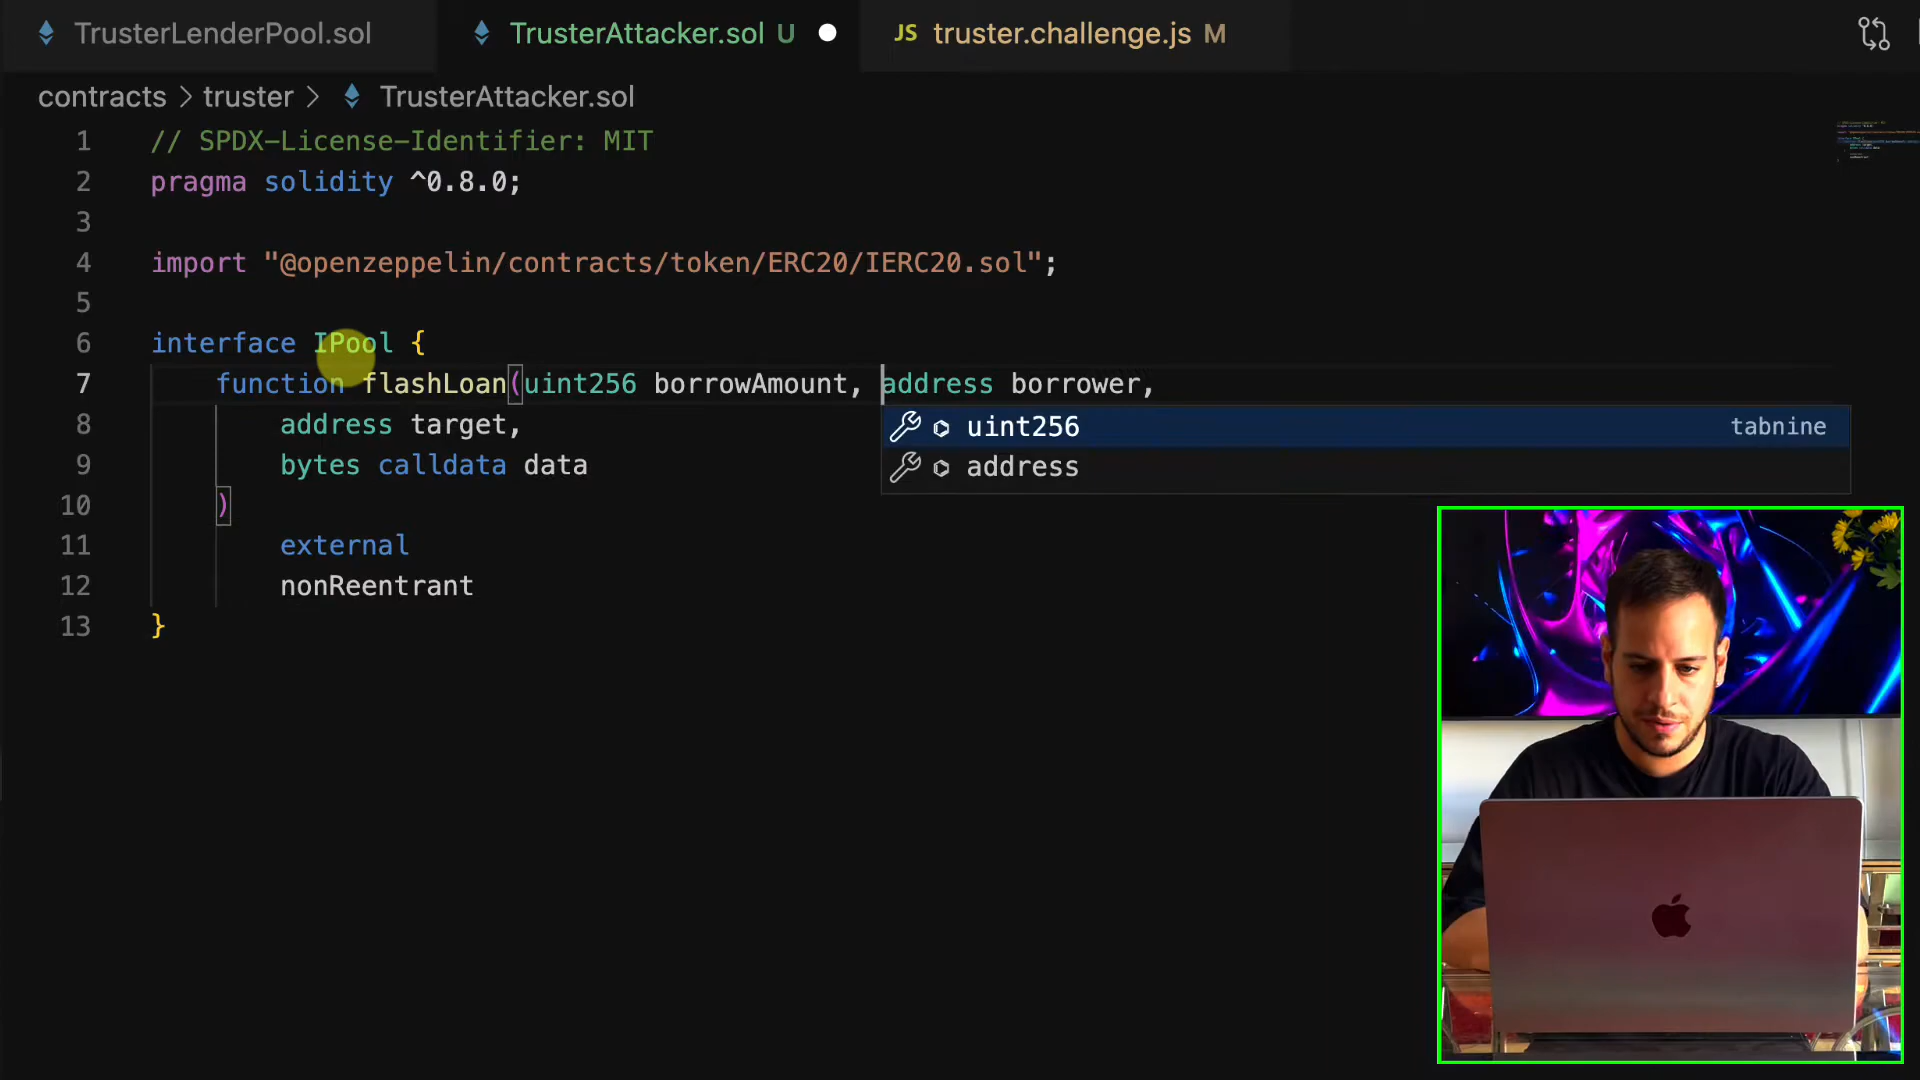 TrusterLenderPool.sol
TrusterAttacker.sol U
JS truster.challenge.js M
contracts > truster > TrusterAttacker.sol
1 // SPDX-License-Identifier: MIT
2 pragma solidity ^0.8.0;
3
4 import "@openzeppelin/contracts/token/ERC20/IERC20.sol";
5
6 interface IPool {
7 function flashLoan(uint256 borrowAmount, address borrower,
8 address target,
uint256 tabnine
9 bytes calldata data
address
10 )
11 external
12 nonReentrant
13 }